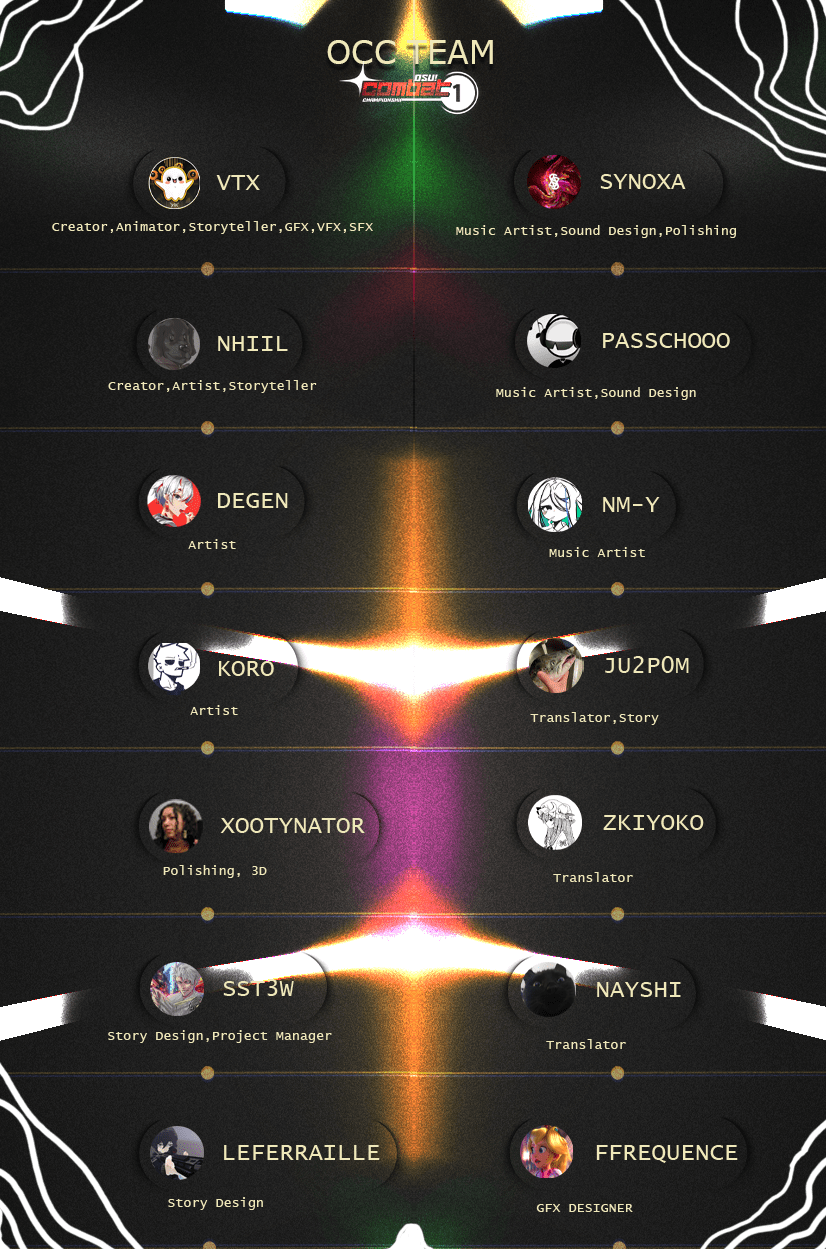 OCC TEAM
OSU!
combat
CHAMPIONSHIP
1
VTX
Creator,Animator,Storyteller,GFX,VFX,SFX
SYNOXA
Music Artist,Sound Design,Polishing
NHIIL
Creator,Artist,Storyteller
PASSCHOOO
Music Artist,Sound Design
DEGEN
Artist
NM-Y
Music Artist
KORO
Artist
JU2P0M
Translator,Story
XOOTYNATOR
Polishing, 3D
ZKIYOKO
Translator
SST3W
Story Design,Project Manager
NAYSHI
Translator
LEFERRAILLE
Story Design
FFREQUENCE
GFX DESIGNER